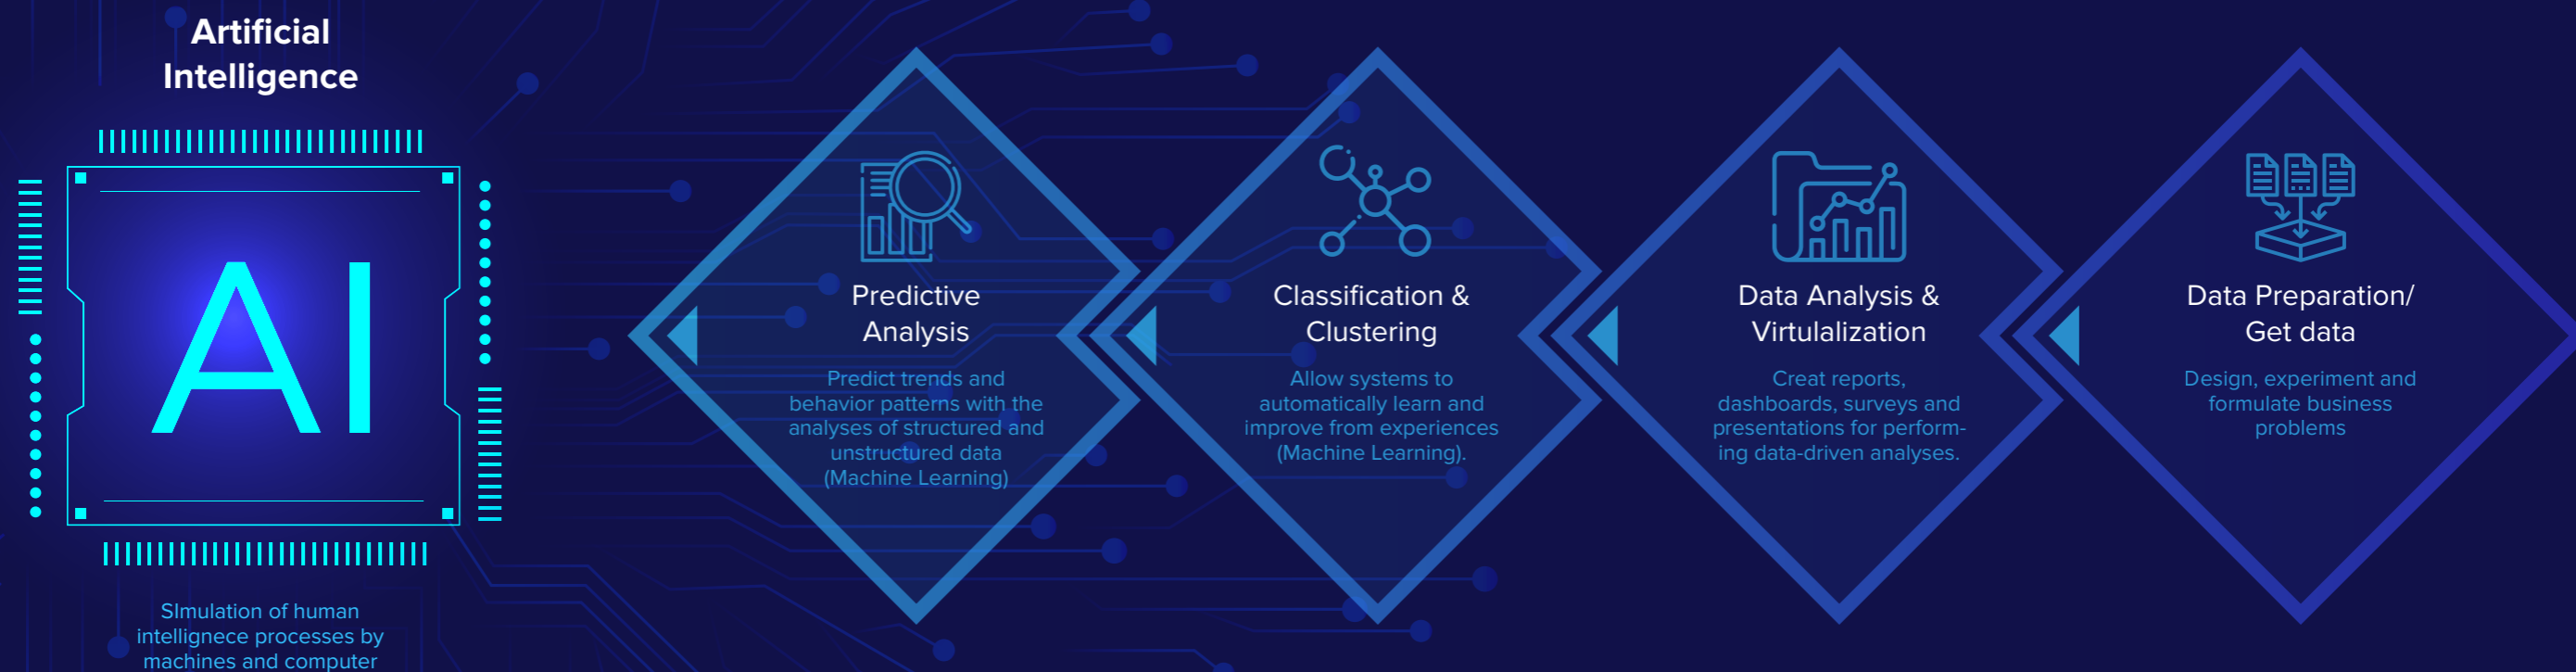 Artificial
Intelligence
AI
SImulation of human
intellignece processes by
machines and computer
Predictive
Analysis
Predict trends and
behavior patterns with the
analyses of structured and
unstructured data
(Machine Learning)
Classification &
Clustering
Allow systems to
automatically learn and
improve from experiences
(Machine Learning).
Data Analysis &
Virtulalization
Creat reports,
dashboards, surveys and
presentations for perform-
ing data-driven analyses.
Data Preparation/
Get data
Design, experiment and
formulate business
problems